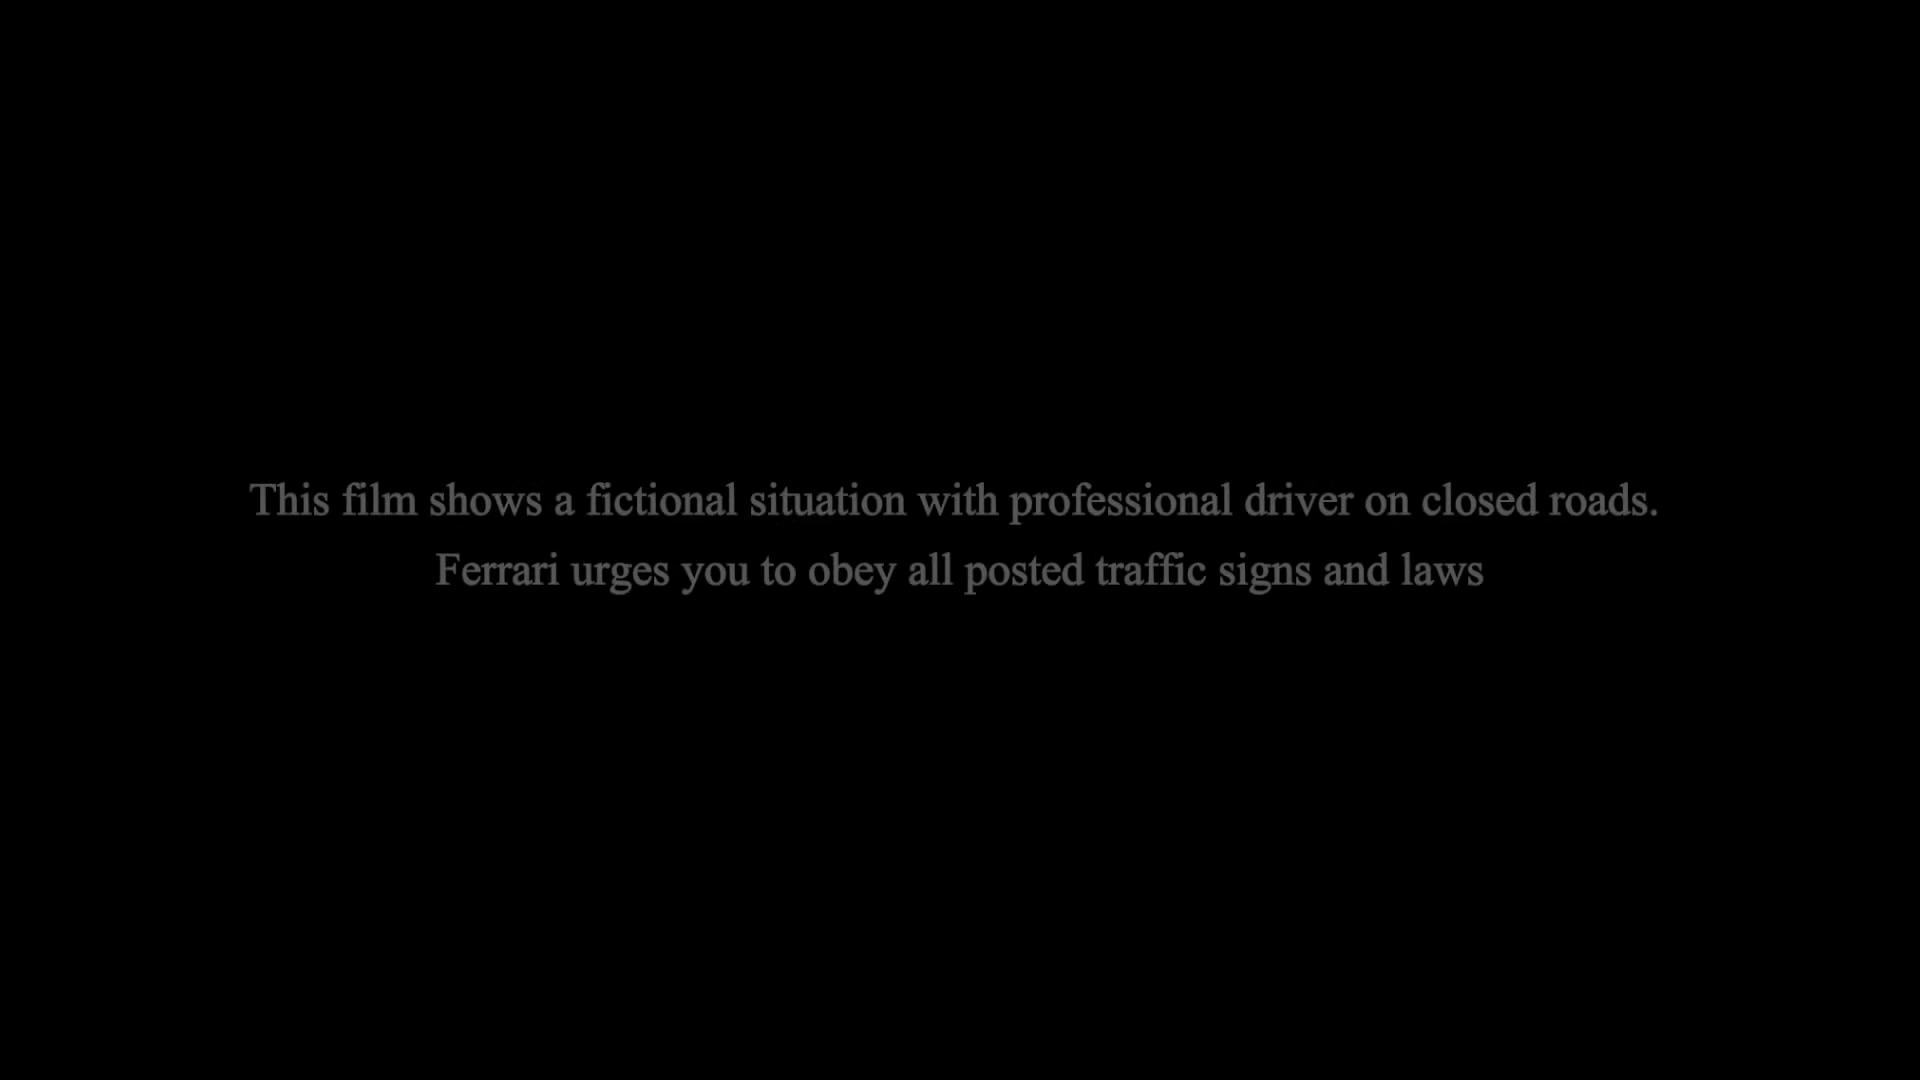 This film shows a fictional situation with professional driver on closed roads.
Ferrari urges you to obey all posted traffic signs and laws